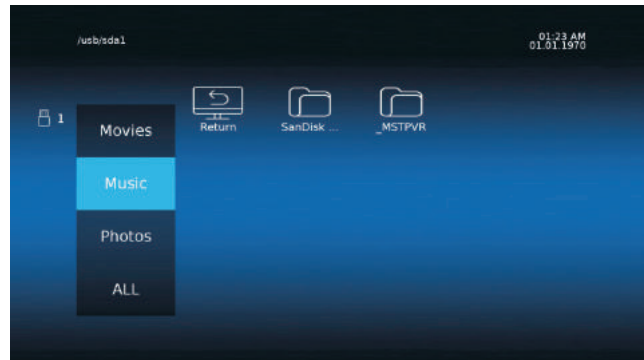 /usb/sda1
01:23 AM
01.01.1970
1
Movies
Music
Photos
ALL
Return
SanDisk ...
_MSTPVR